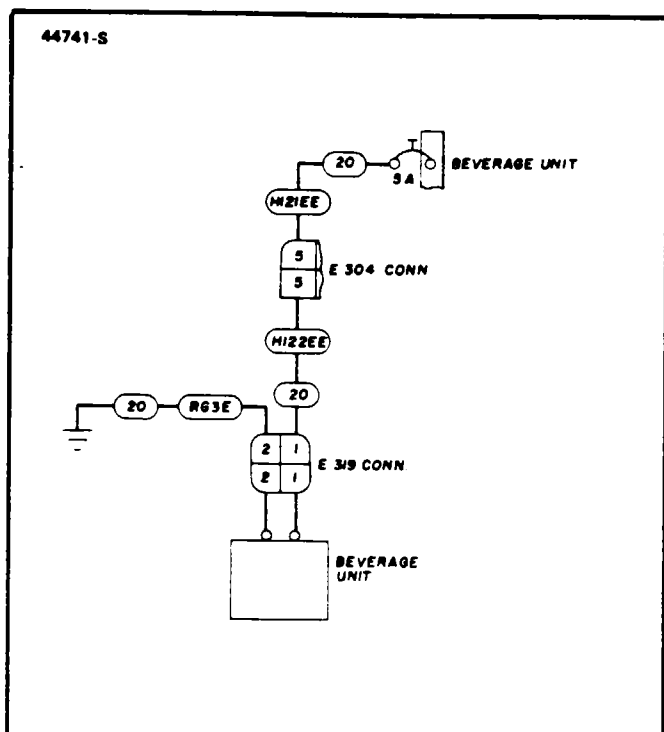 44741-S
20
BEVERAGE UNIT
5A
H121EE
5
E 304 CONN
5
H122EE
20
20
RG3E
2 1
E 319 CONN
2 1
BEVERAGE
UNIT